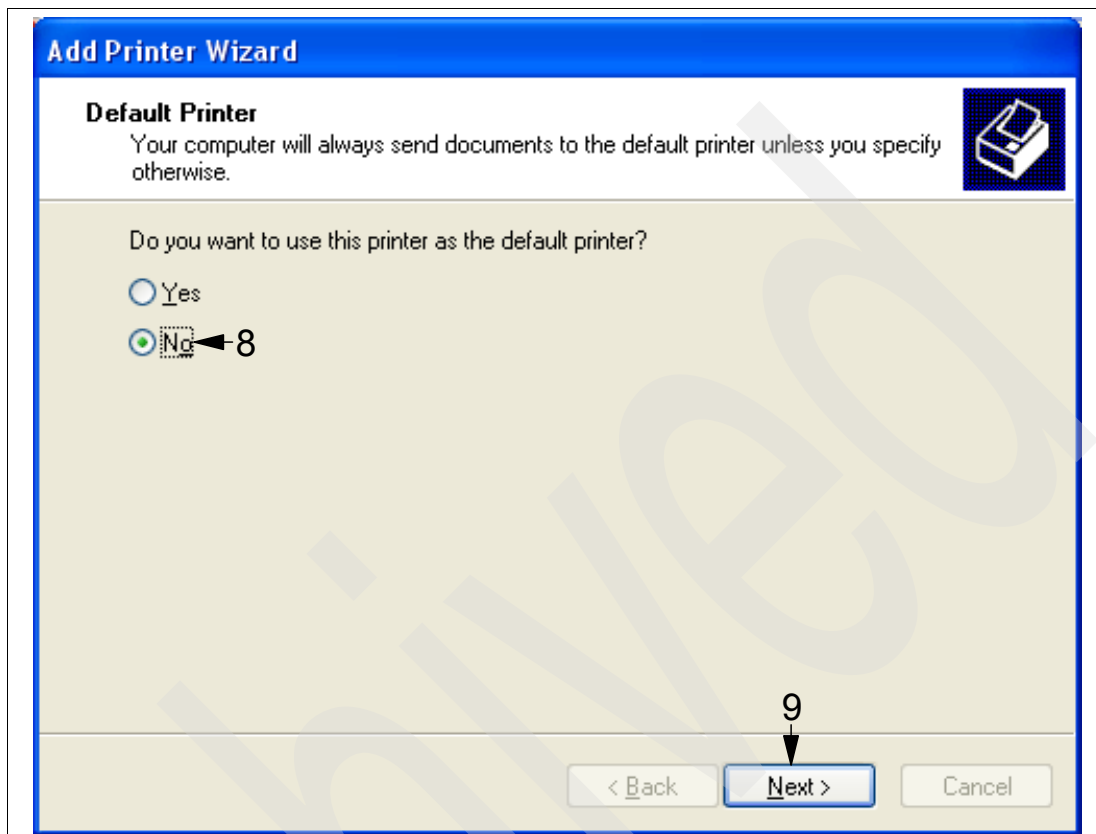 Add Printer Wizard
Default Printer
Your computer will always send documents to the default printer unless you specify
otherwise.
Do you want to use this printer as the default printer?
Yes
No 8
9
< Back Next > Cancel
hived